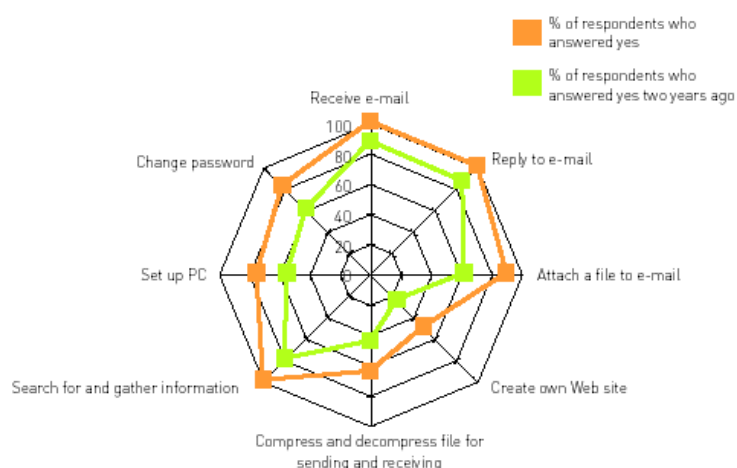 % of respondents who
answered yes
% of respondents who
answered yes two years ago
Receive e-mail
100
80
60
40
20
0
Change password
Reply to e-mail
Set up PC
Attach a file to e-mail
Search for and gather information
Create own Web site
Compress and decompress file for
sending and receiving